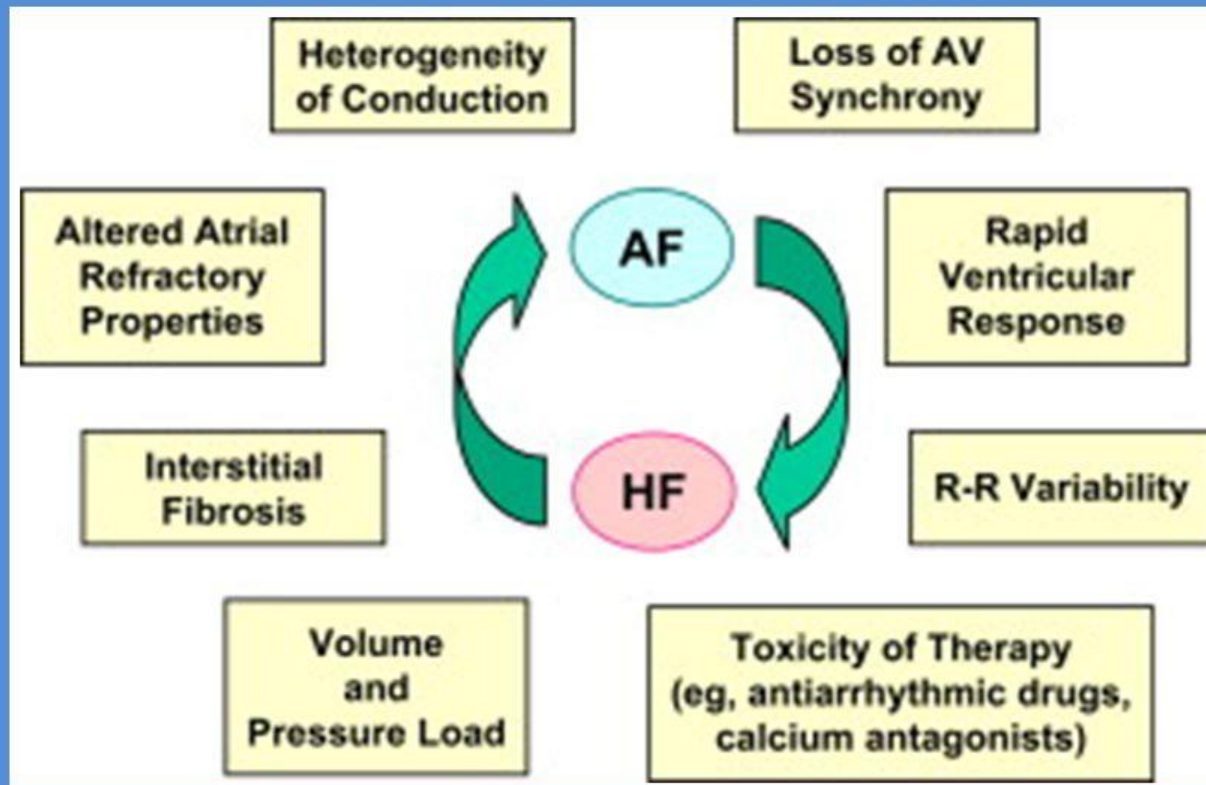 Heterogeneity
of Conduction
Loss of AV
Synchrony
Altered Atrial
Refractory
Properties
AF
Rapid
Ventricular
Response
Interstitial
Fibrosis
HF
R-R Variability
Volume
and
Pressure Load
Toxicity of Therapy
(eg, antiarrhythmic drugs,
calcium antagonists)